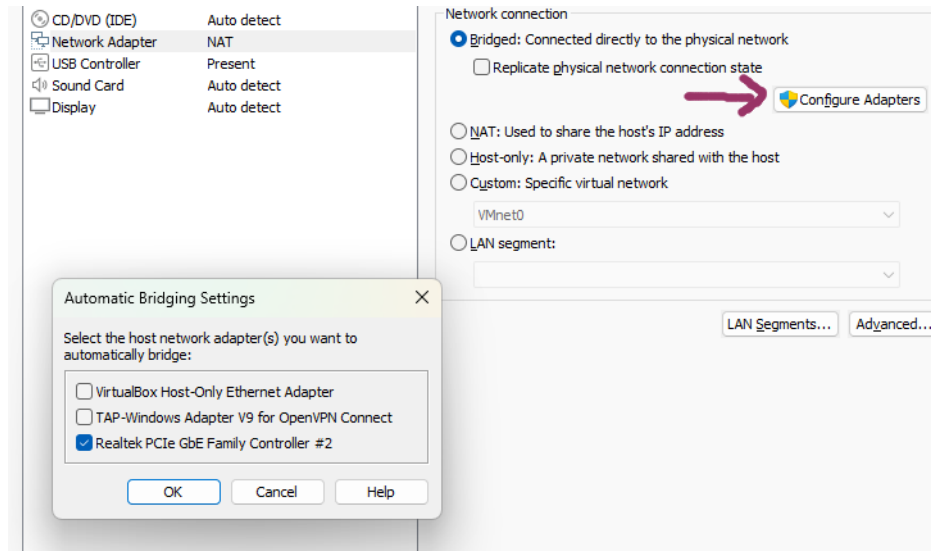 CD/DVD (IDE) Auto detect
Network Adapter NAT
USB Controller Present
Sound Card Auto detect
Display Auto detect
Network connection
Bridged: Connected directly to the physical network
Replicate physical network connection state
Configure Adapters
NAT: Used to share the host's IP address
Host-only: A private network shared with the host
Custom: Specific virtual network
VMnet0
LAN segment:
LAN Segments... Advanced...
Automatic Bridging Settings
Select the host network adapter(s) you want to
automatically bridge:
VirtualBox Host-Only Ethernet Adapter
TAP-Windows Adapter V9 for OpenVPN Connect
Realtek PCIe GbE Family Controller #2
OK Cancel Help